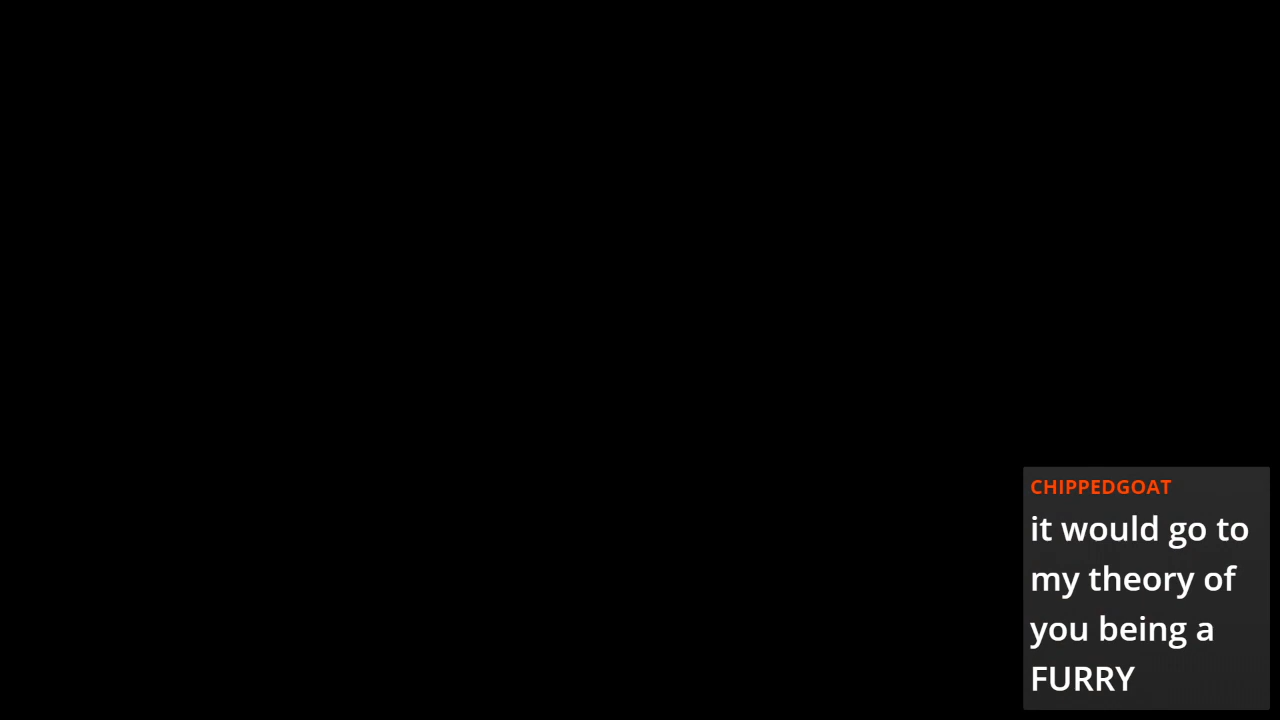 CHIPPEDGOAT
it would go to
my theory of
you being a
FURRY